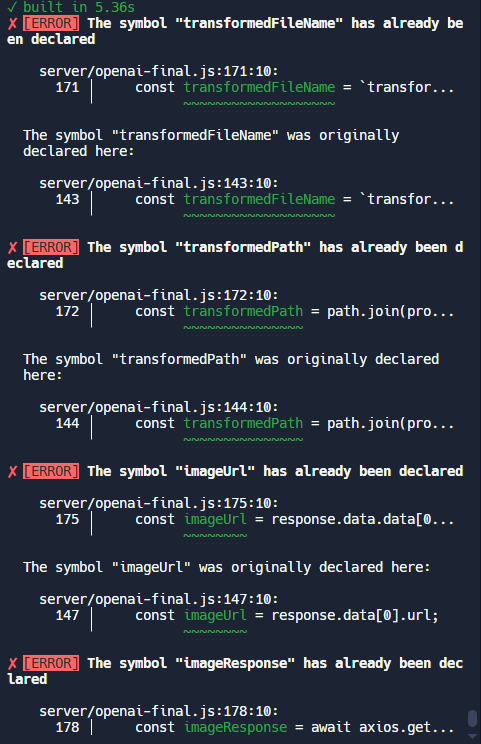 ✓ built in 5.36s
✗ [ERROR] The symbol "transformedFileName" has already be
en declared
server/openai-final.js:171:10:
171 │ const transformedFileName = `transfor...
~~~~~~~~~~~~~~~~~~~
The symbol "transformedFileName" was originally
declared here:
server/openai-final.js:143:10:
143 │ const transformedFileName = `transfor...
~~~~~~~~~~~~~~~~~~~
✗ [ERROR] The symbol "transformedPath" has already been d
eclared
server/openai-final.js:172:10:
172 │ const transformedPath = path.join(pro...
~~~~~~~~~~~~~~~
The symbol "transformedPath" was originally declared
here:
server/openai-final.js:144:10:
144 │ const transformedPath = path.join(pro...
~~~~~~~~~~~~~~~
✗ [ERROR] The symbol "imageUrl" has already been declared
server/openai-final.js:175:10:
175 │ const imageUrl = response.data.data[0...
~~~~~~~~
The symbol "imageUrl" was originally declared here:
server/openai-final.js:147:10:
147 │ const imageUrl = response.data[0].url;
~~~~~~~~
✗ [ERROR] The symbol "imageResponse" has already been dec
lared
server/openai-final.js:178:10:
178 │ const imageResponse = await axios.get...